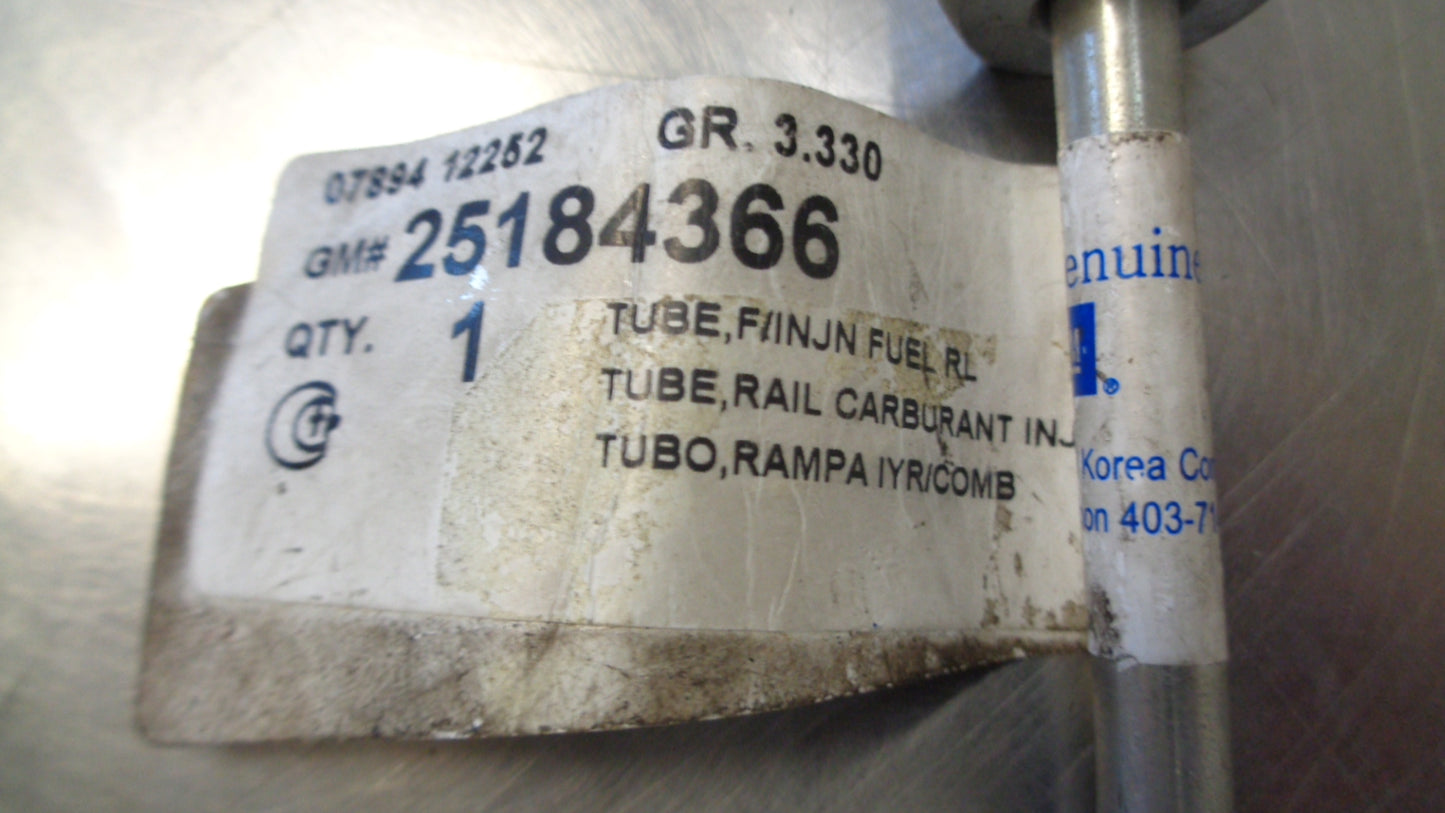 07894 12252 GR. 3.330
GM# 25184366
QTY. 1 TUBE,F/INJN FUEL RL
TUBE,RAIL CARBURANT INJ
TUBO,RAMPA IYR/COMB
enuine
Korea Co
on 403-71